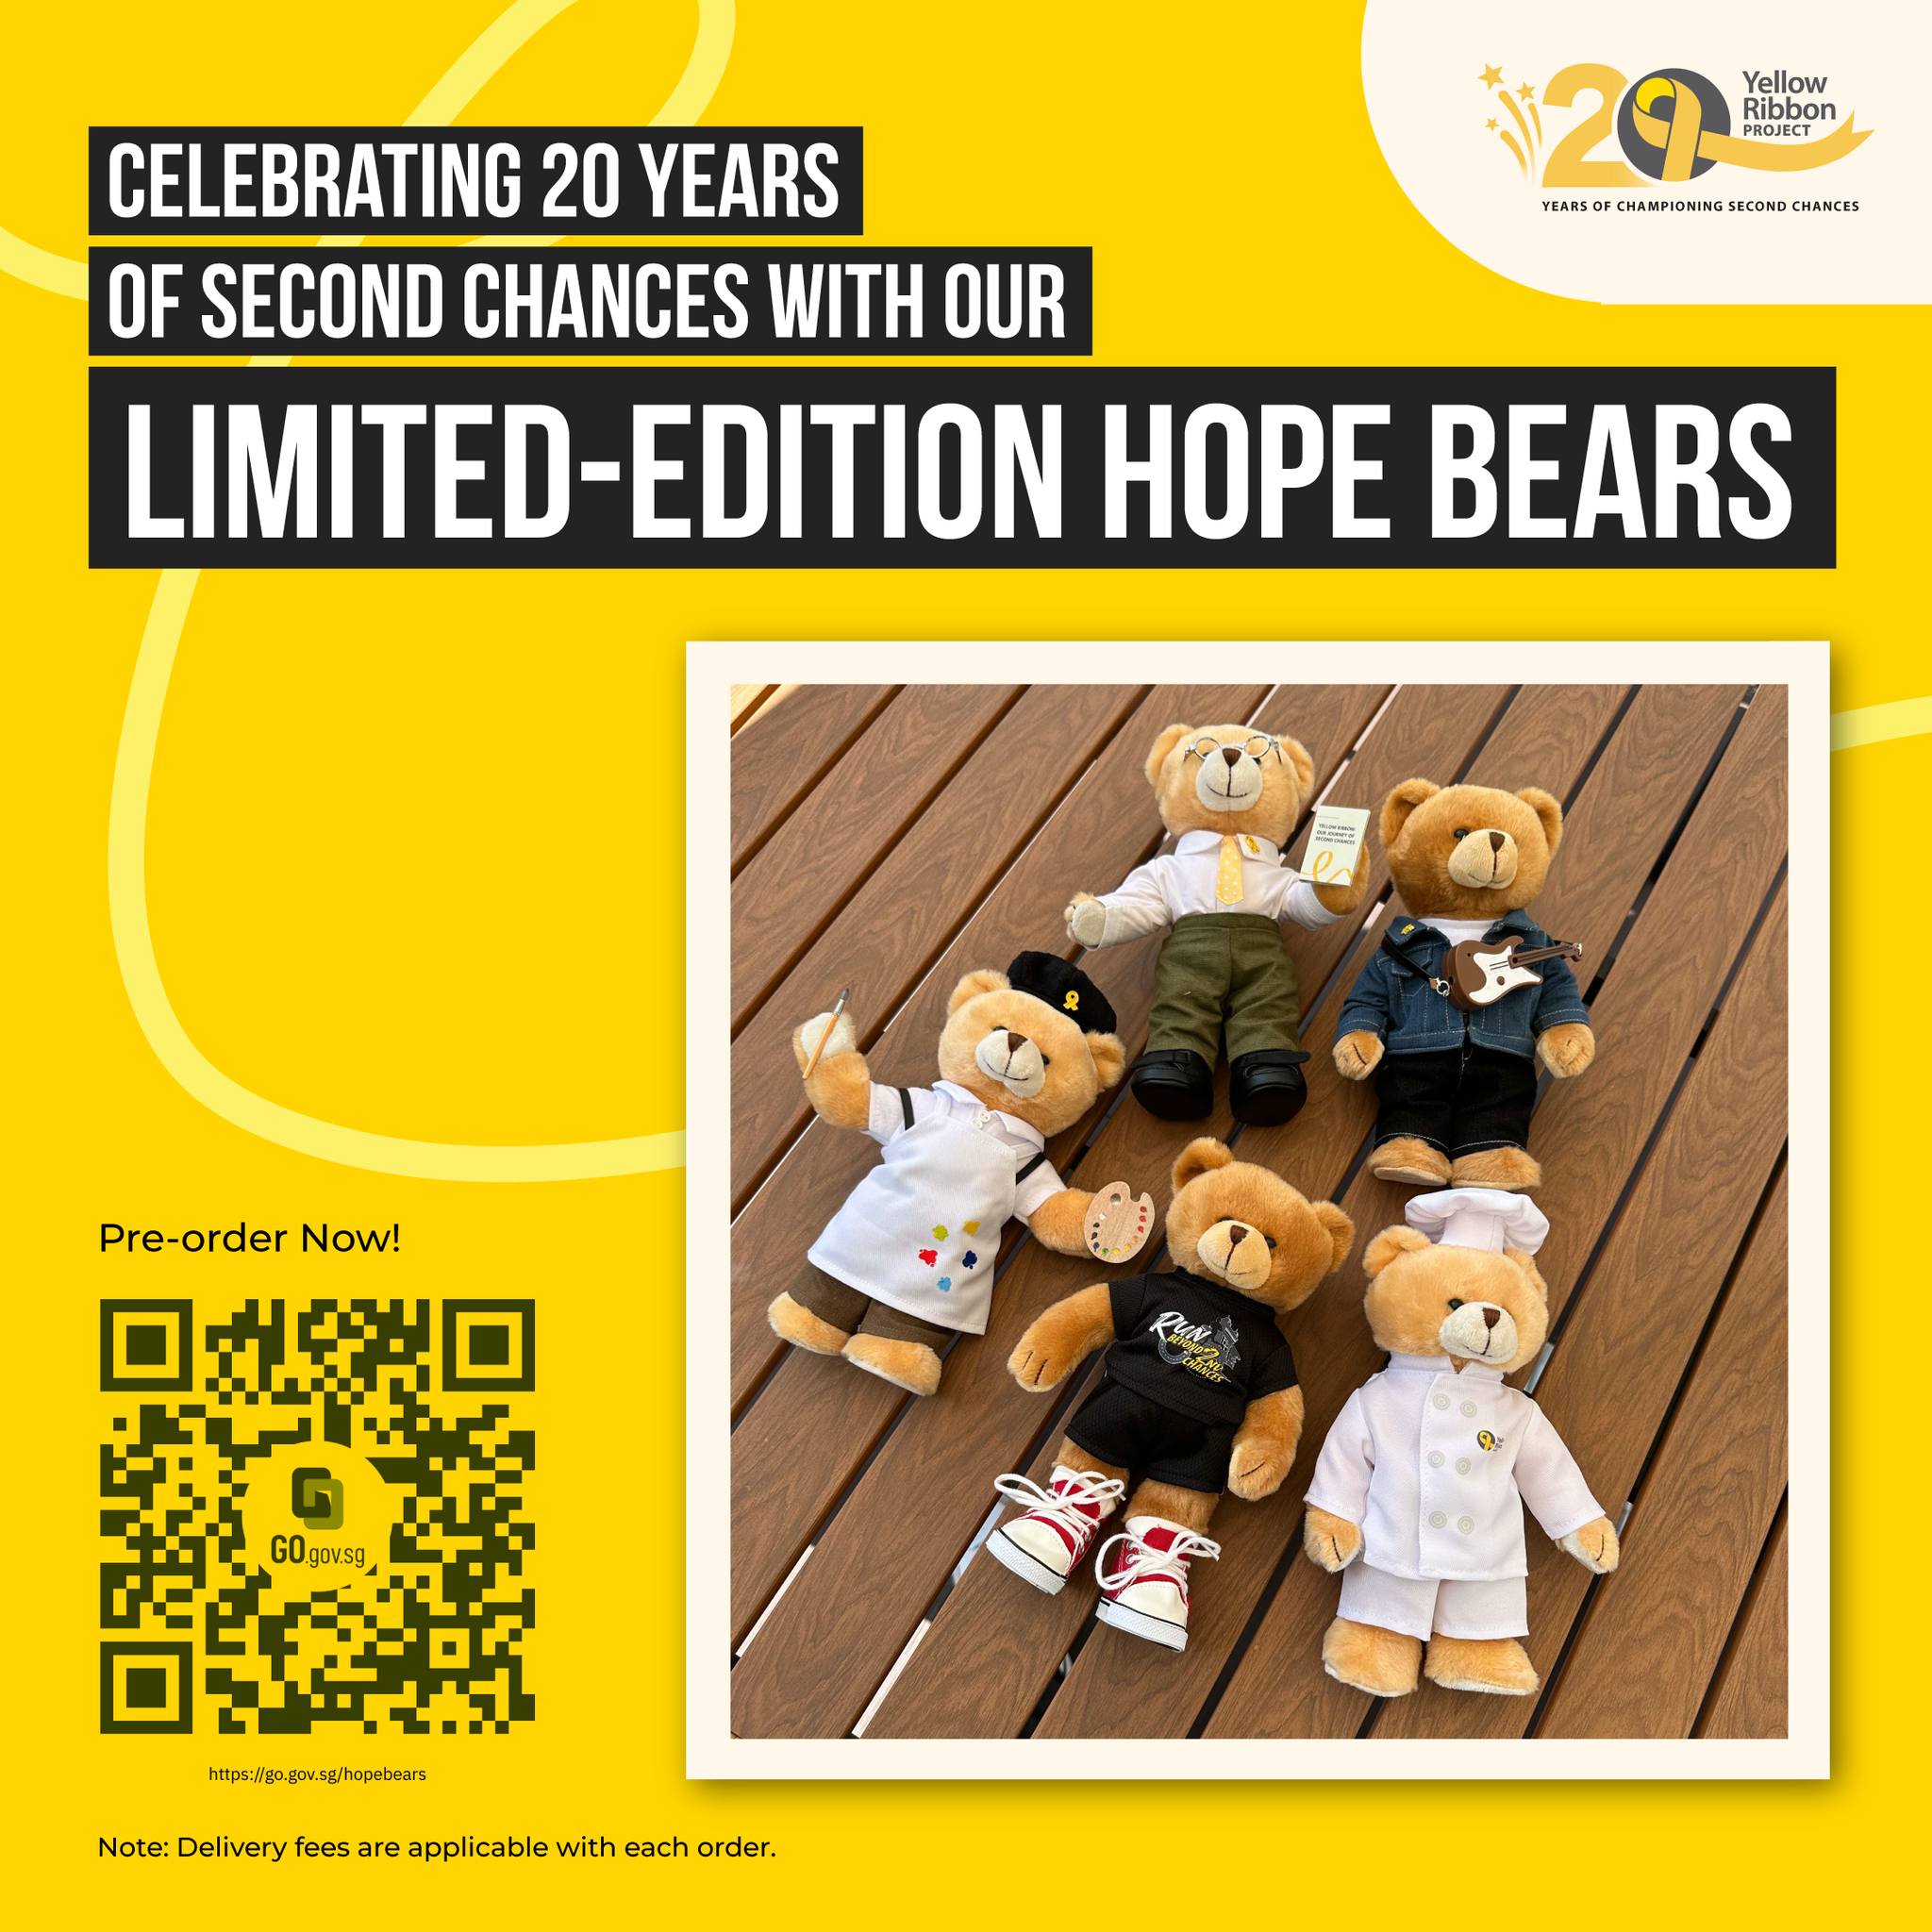 CELEBRATING 20 YEARS
OF SECOND CHANCES WITH OUR
LIMITED-EDITION HOPE BEARS
20
Yellow
Ribbon
PROJECT
YEARS OF CHAMPIONING SECOND CHANCES
YELLOW RIBBON:
OUR JOURNEY OF
SECOND CHANCES
RUN
BEYOND 2ND
CHANCES
Pre-order Now!
GO.gov.sg
https://go.gov.sg/hopebears
Note: Delivery fees are applicable with each order.